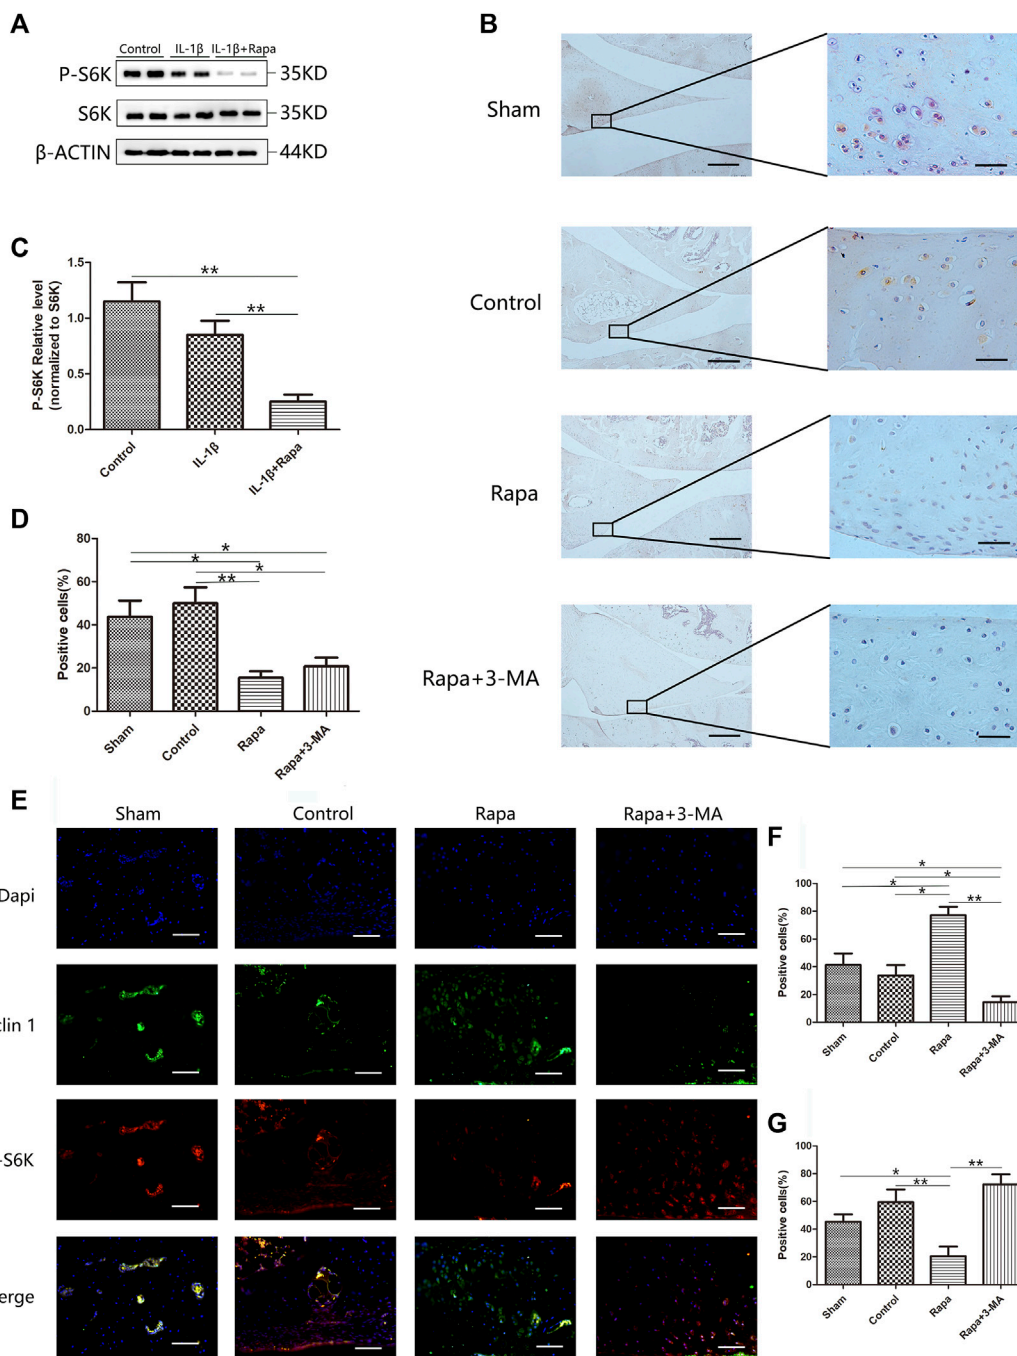 A
Control IL-1β IL-1β+Rapa
P-S6K 35KD
S6K 35KD
β-ACTIN 44KD
B
Sham
Control
Rapa
Rapa+3-MA
C
P-S6K Relative level
(normalized to S6K)
1.5
1.0
0.5
0.0
**
**
Control IL-1β IL-1β+Rapa
D
Positive cells(%)
80
60
40
20
0
*
*
*
**
Sham Control Rapa Rapa+3-MA
E
Sham Control Rapa Rapa+3-MA
Dapi
clin 1
-S6K
erge
F
Positive cells(%)
100
80
60
40
20
0
*
*
*
*
**
Sham Control Rapa Rapa+3-MA
G
Positive cells(%)
100
80
60
40
20
0
*
**
**
Sham Control Rapa Rapa+3-MA